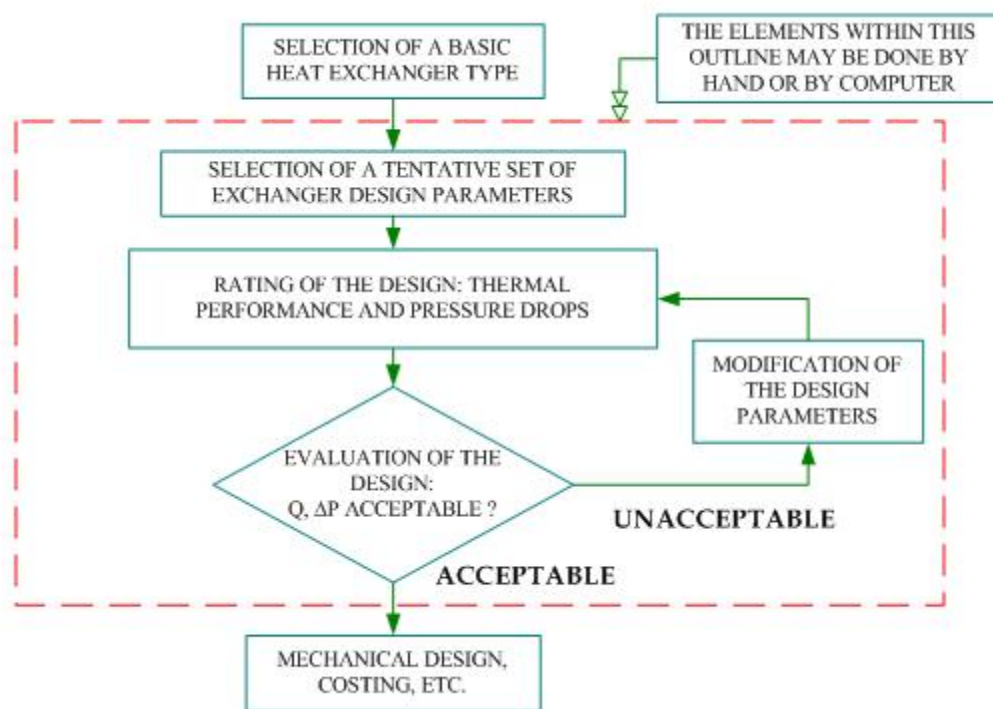 SELECTION OF A BASIC
HEAT EXCHANGER TYPE
THE ELEMENTS WITHIN THIS
OUTLINE MAY BE DONE BY
HAND OR BY COMPUTER
SELECTION OF A TENTATIVE SET OF
EXCHANGER DESIGN PARAMETERS
RATING OF THE DESIGN: THERMAL
PERFORMANCE AND PRESSURE DROPS
MODIFICATION OF
THE DESIGN
PARAMETERS
EVALUATION OF THE
DESIGN:
Q, ΔP ACCEPTABLE ?
UNACCEPTABLE
ACCEPTABLE
MECHANICAL DESIGN,
COSTING, ETC.